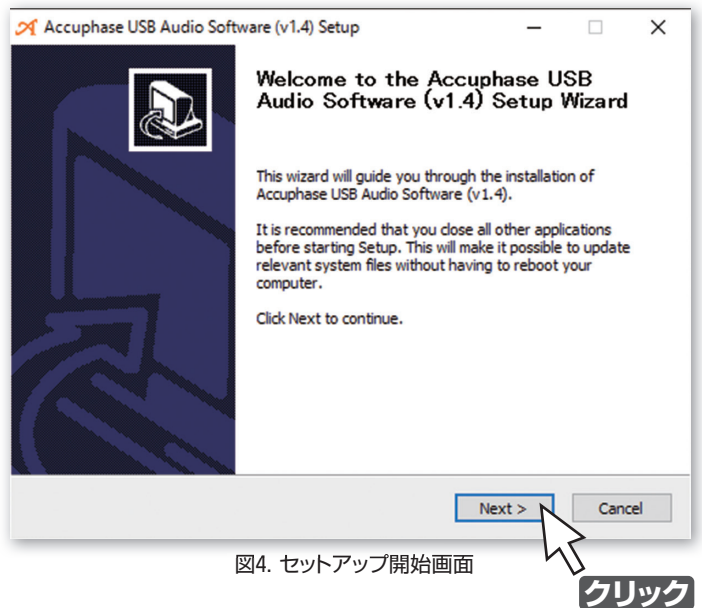 Accuphase USB Audio Software (v1.4) Setup
Welcome to the Accuphase USB
Audio Software (v1.4) Setup Wizard
This wizard will guide you through the installation of
Accuphase USB Audio Software (v1.4).
It is recommended that you close all other applications
before starting Setup. This will make it possible to update
relevant system files without having to reboot your
computer.
Click Next to continue.
Next >
Cancel
図4. セットアップ開始画面
クリック